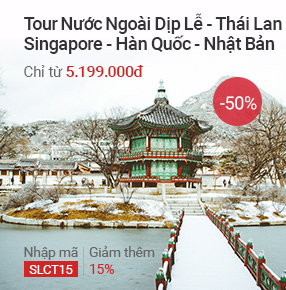 Tour Nước Ngoài Dịp Lễ - Thái Lan
Singapore - Hàn Quốc - Nhật Bản
Chỉ từ 5.199.000đ
-50%
Nhập mã Giảm thêm
SLCT15 15%